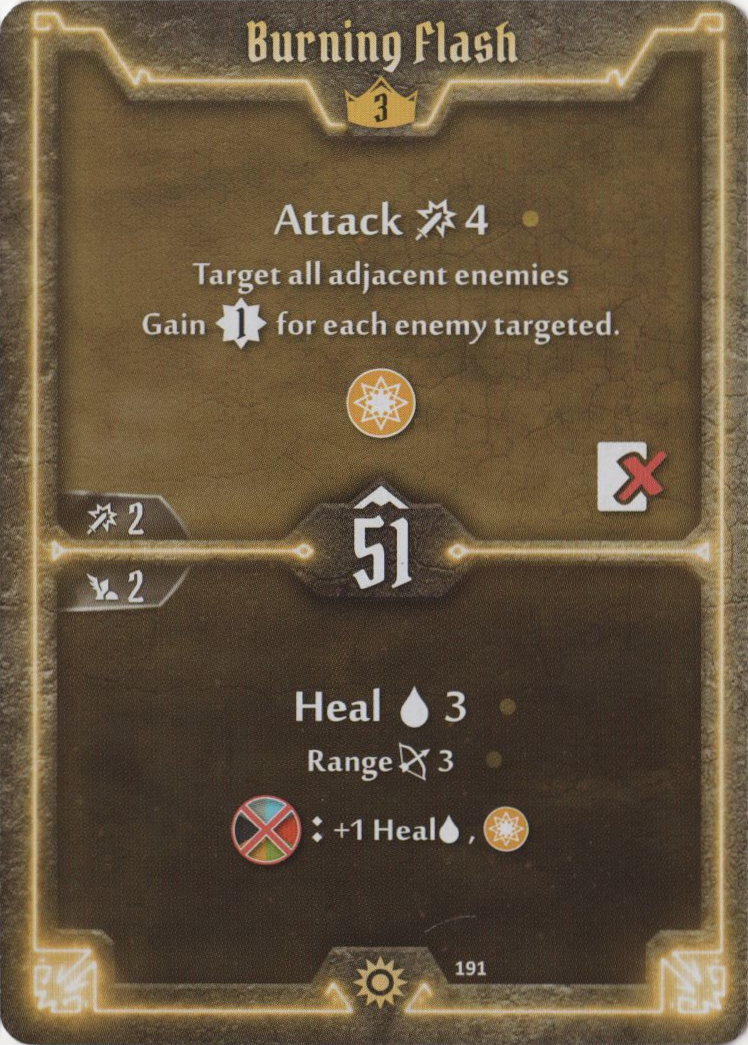 Burning Flash
3
Attack 4
Target all adjacent enemies
Gain 1 for each enemy targeted.
2
51
2
Heal 3
Range 3
: +1 Heal ,
191